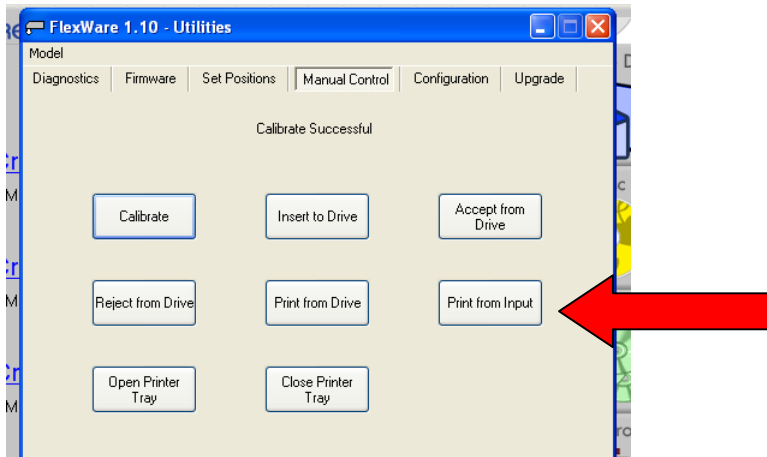 FlexWare 1.10 - Utilities
Model
Diagnostics Firmware Set Positions Manual Control Configuration Upgrade
Calibrate Successful
Calibrate Insert to Drive Accept from
Drive
Reject from Drive Print from Drive Print from Input
Open Printer Close Printer
Tray Tray